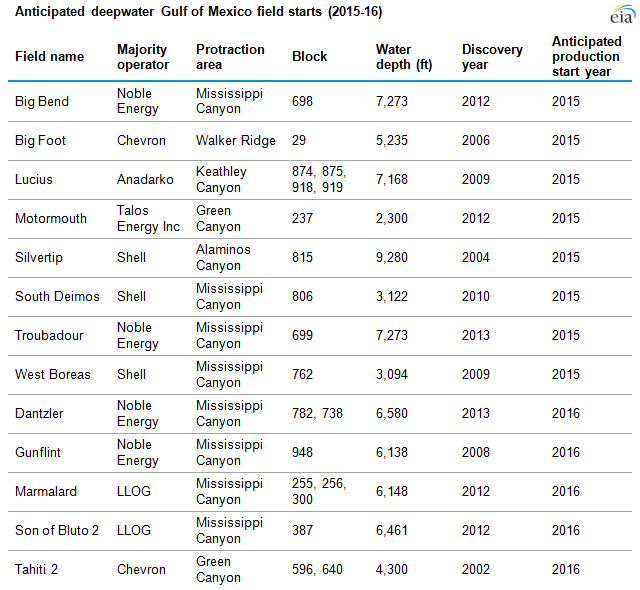 Anticipated deepwater Gulf of Mexico field starts (2015-16)
eia
Field name Majority operator Protraction area Block Water depth (ft) Discovery year Anticipated production start year
Big Bend Noble Energy Mississippi Canyon 698 7,273 2012 2015
Big Foot Chevron Walker Ridge 29 5,235 2006 2015
Lucius Anadarko Keathley Canyon 874, 875, 918, 919 7,168 2009 2015
Motormouth Talos Energy Inc Green Canyon 237 2,300 2012 2015
Silvertip Shell Alaminos Canyon 815 9,280 2004 2015
South Deimos Shell Mississippi Canyon 806 3,122 2010 2015
Troubadour Noble Energy Mississippi Canyon 699 7,273 2013 2015
West Boreas Shell Mississippi Canyon 762 3,094 2009 2015
Dantzler Noble Energy Mississippi Canyon 782, 738 6,580 2013 2016
Gunflint Noble Energy Mississippi Canyon 948 6,138 2008 2016
Marmalard LLOG Mississippi Canyon 255, 256, 300 6,148 2012 2016
Son of Bluto 2 LLOG Mississippi Canyon 387 6,461 2012 2016
Tahiti 2 Chevron Green Canyon 596, 640 4,300 2002 2016